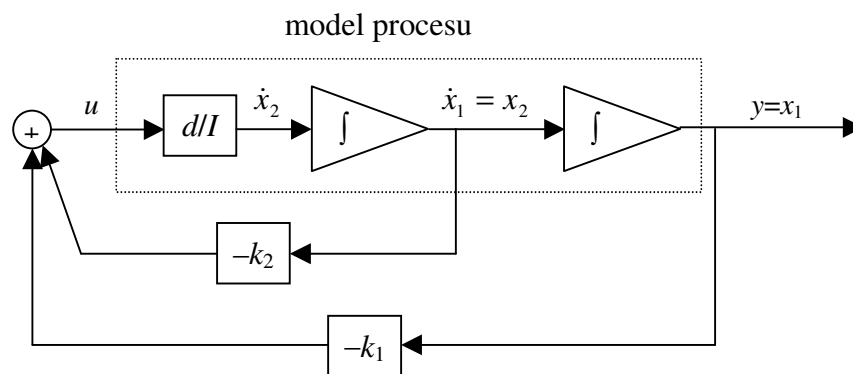 model procesu
u
d/I
ẋ₂
∫
ẋ₁ = x₂
∫
y=x₁
+
–k₂
–k₁